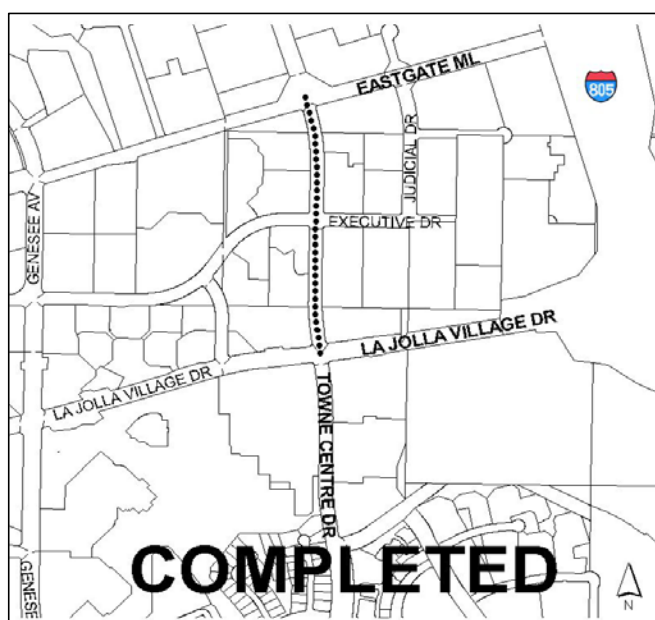 EASTGATE ML
805
JUDICIAL DR
GENESEE AV
EXECUTIVE DR
LA JOLLA VILLAGE DR
LA JOLLA VILLAGE DR
TOWNE CENTRE DR
COMPLETED
GENESE
N